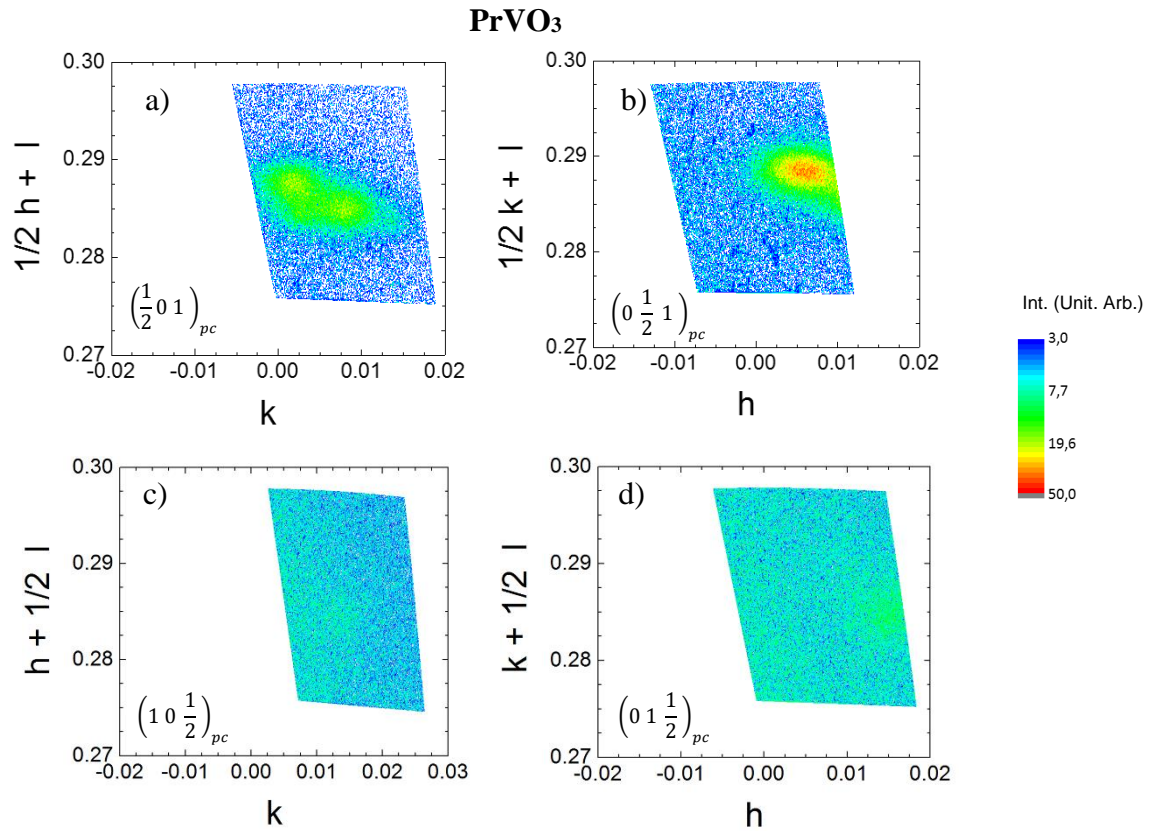 PrVO₃
a)
0.30
0.29
0.28
0.27
1/2 h + l
(1/2 0 1)pc
-0.02 -0.01 0.00 0.01 0.02
k
b)
0.30
0.29
0.28
0.27
1/2 k + l
(0 1/2 1)pc
-0.02 -0.01 0.00 0.01 0.02
h
Int. (Unit. Arb.)
3,0
7,7
19,6
50,0
c)
0.30
0.29
0.28
0.27
h + 1/2 l
(1 0 1/2)pc
-0.02 -0.01 0.00 0.01 0.02 0.03
k
d)
0.30
0.29
0.28
0.27
k + 1/2 l
(0 1 1/2)pc
-0.02 -0.01 0.00 0.01 0.02
h